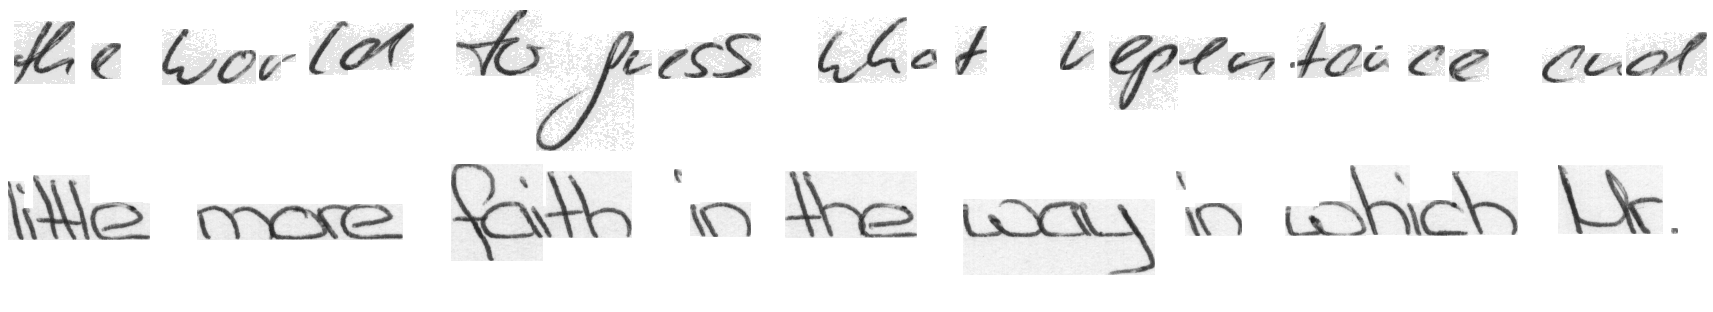 the world to guess what repentance and
little more faith in the way in which Mr.